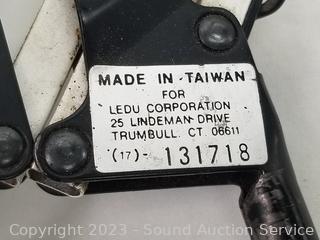 MADE IN TAIWAN
FOR
LEDU CORPORATION
25 LINDEMAN DRIVE
TRUMBULL. CT. 06611
(17)- 131718
Copyright 2023 - Sound Auction Service